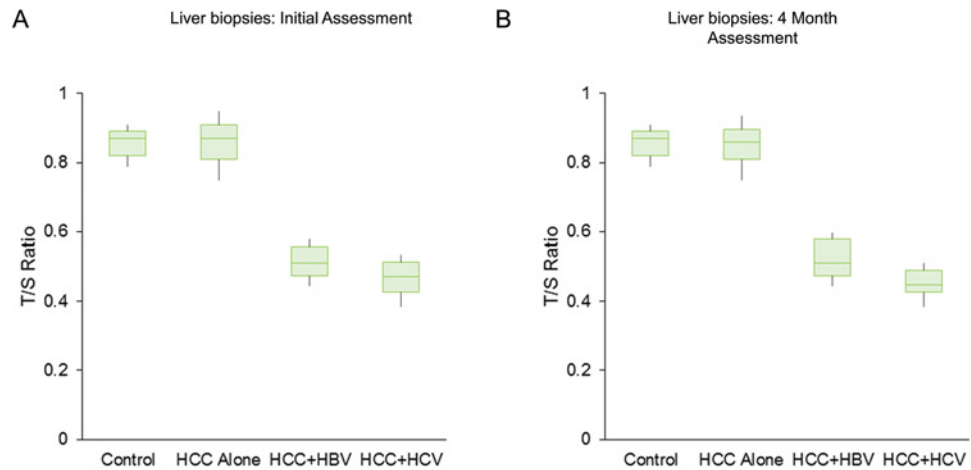 A
Liver biopsies: Initial Assessment
T/S Ratio
1
0.8
0.6
0.4
0.2
0
Control
HCC Alone
HCC+HBV
HCC+HCV
B
Liver biopsies: 4 Month
Assessment
T/S Ratio
1
0.8
0.6
0.4
0.2
0
Control
HCC Alone
HCC+HBV
HCC+HCV